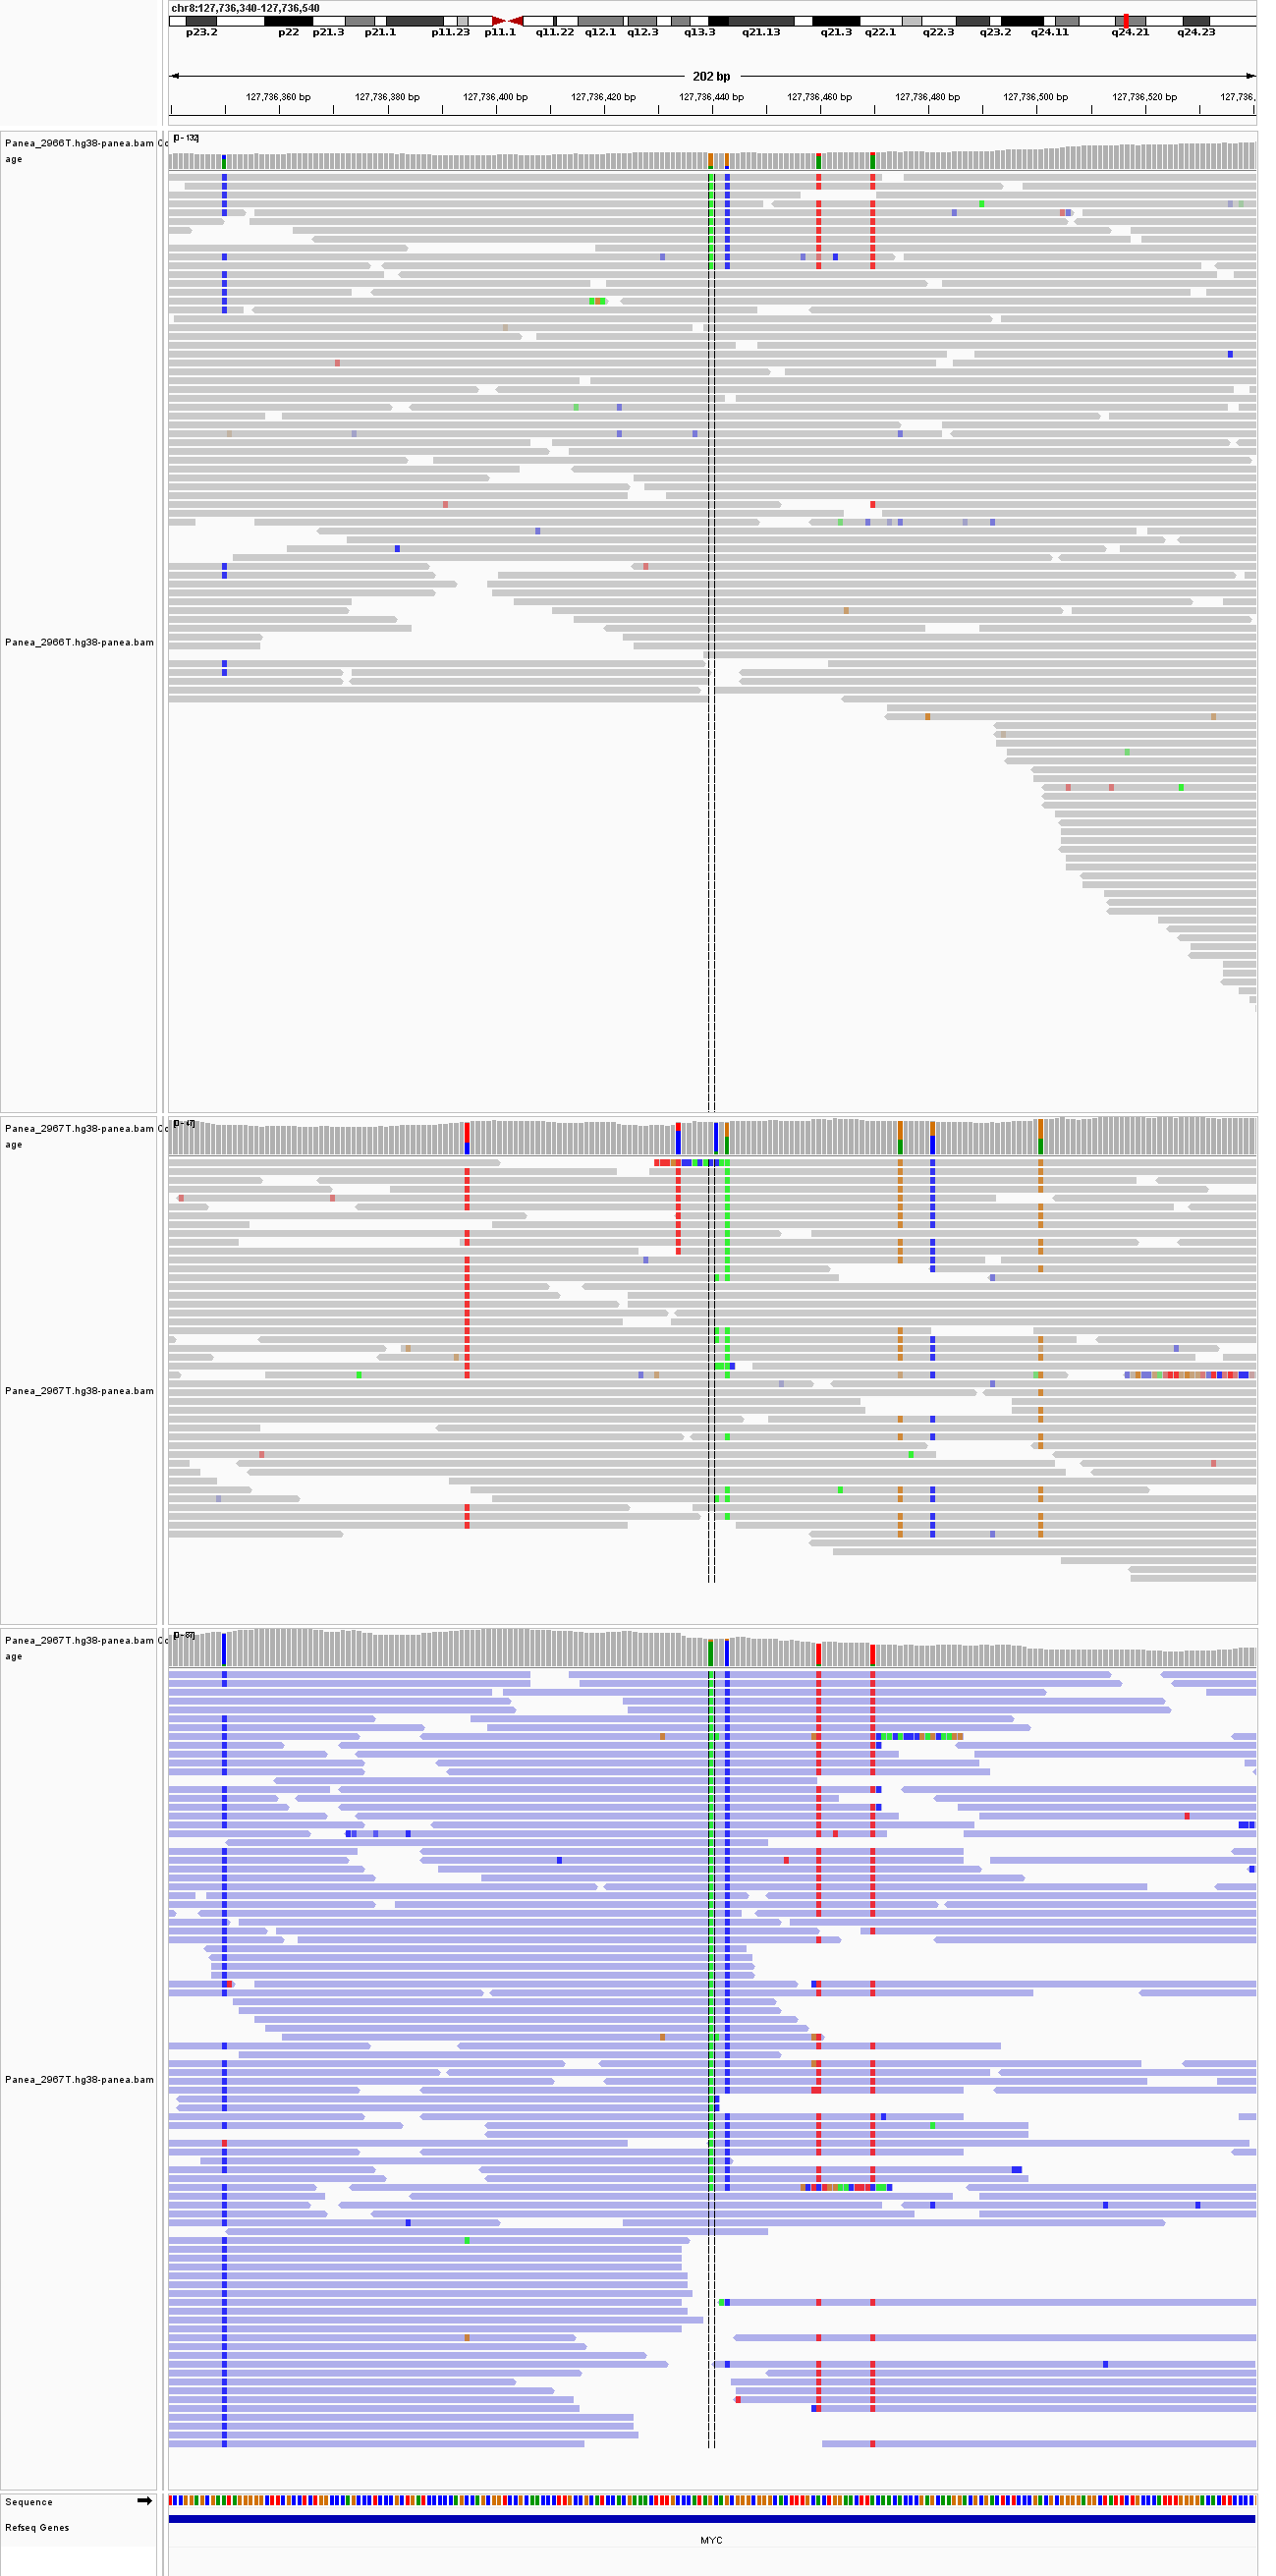 chr8:127,736,340-127,736,540
p23.2 p22 p21.3 p21.1 p11.23 p11.1 q11.22 q12.1 q12.3 q13.3 q21.13 q21.3 q22.1 q22.3 q23.2 q24.11 q24.21 q24.23
202 bp
127,736,360 bp 127,736,380 bp 127,736,400 bp 127,736,420 bp 127,736,440 bp 127,736,460 bp 127,736,480 bp 127,736,500 bp 127,736,520 bp 127,736,
Panea_2966T.hg38-panea.bam Co
age
[0 - 132]
Panea_2966T.hg38-panea.bam
Panea_2967T.hg38-panea.bam Co
age
Panea_2967T.hg38-panea.bam
Panea_2967T.hg38-panea.bam Co
age
Panea_2967T.hg38-panea.bam
Sequence
Refseq Genes
MYC